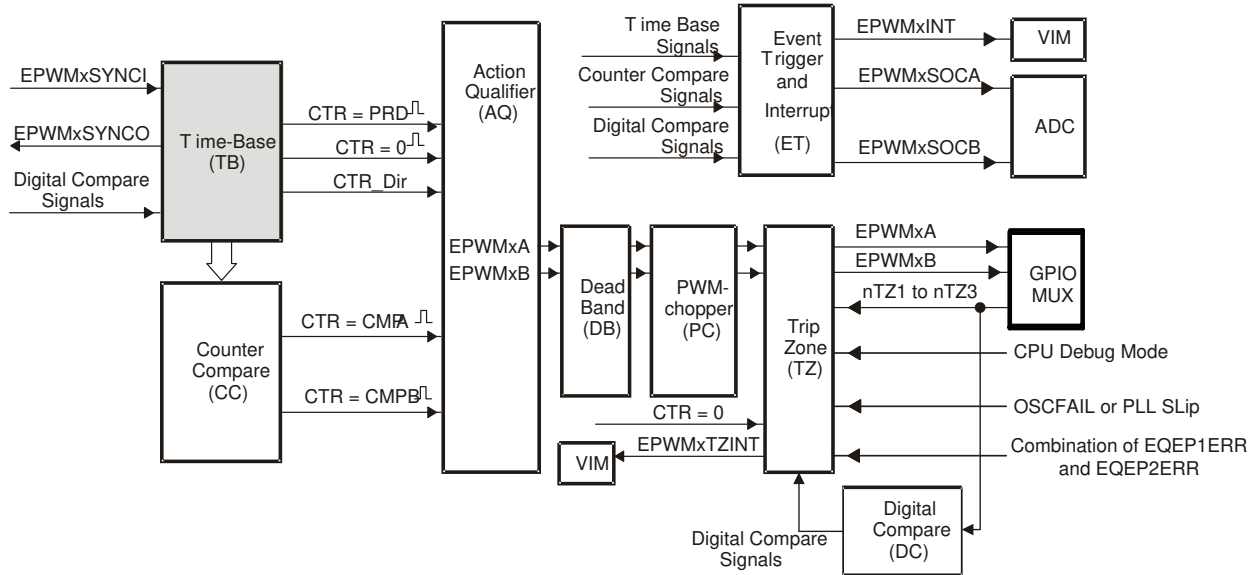 EPWMxSYNCI
EPWMxSYNCO
Digital Compare
Signals
Time-Base
(TB)
CTR = PRD
CTR = 0
CTR_Dir
Counter
Compare
(CC)
CTR = CMPA
CTR = CMPB
Action
Qualifier
(AQ)
EPWMxA
EPWMxB
Time Base
Signals
Counter Compare
Signals
Digital Compare
Signals
Event
Trigger
and
Interrupt
(ET)
EPWMxINT
EPWMxSOCA
EPWMxSOCB
VIM
ADC
Dead
Band
(DB)
PWM-
chopper
(PC)
Trip
Zone
(TZ)
EPWMxA
EPWMxB
nTZ1 to nTZ3
GPIO
MUX
CPU Debug Mode
OSCFAIL or PLL SLip
Combination of EQEP1ERR
and EQEP2ERR
CTR = 0
EPWMxTZINT
VIM
Digital Compare
Signals
Digital
Compare
(DC)